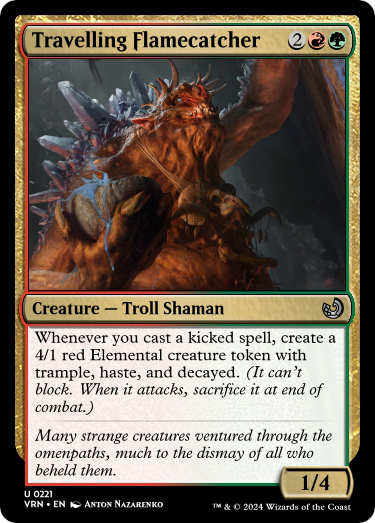 Travelling Flamecatcher 2
Creature — Troll Shaman
Whenever you cast a kicked spell, create a
4/1 red Elemental creature token with
trample, haste, and decayed. (It can't
block. When it attacks, sacrifice it at end of
combat.)
Many strange creatures ventured through the
omenpaths, much to the dismay of all who
beheld them.
1/4
U 0221
VRN • EN Anton Nazarenko
™ & © 2024 Wizards of the Coast